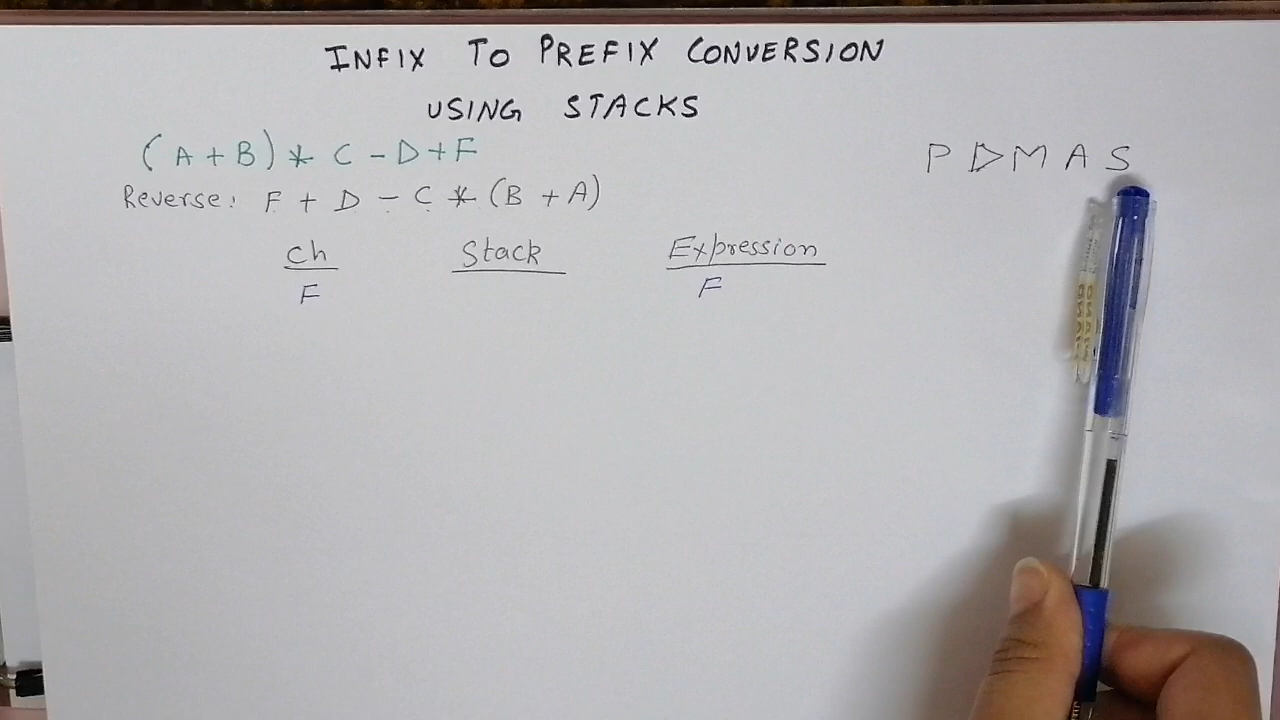 INFIX TO PREFIX CONVERSION
USING STACKS
(A+B) * C - D + F
PDMAS
Reverse: F + D - C * (B + A)
Ch Stack Expression
F F